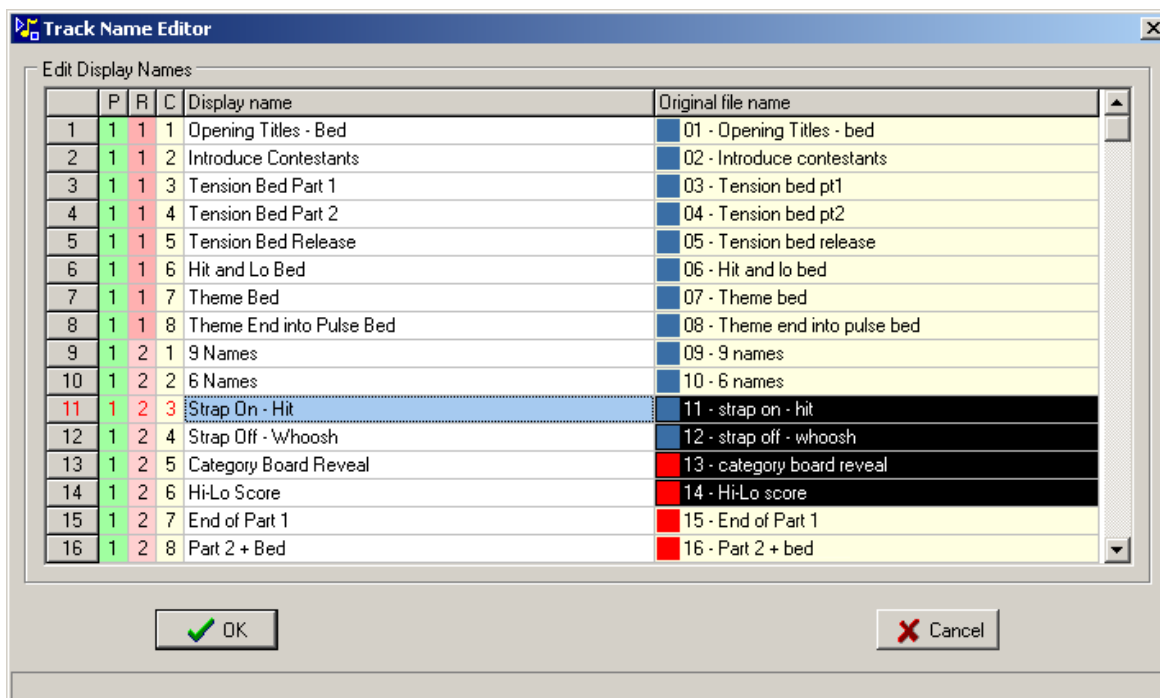 Track Name Editor
Edit Display Names
P R C Display name Original file name
1 1 1 1 Opening Titles - Bed 01 - Opening Titles - bed
2 1 1 2 Introduce Contestants 02 - Introduce contestants
3 1 1 3 Tension Bed Part 1 03 - Tension bed pt1
4 1 1 4 Tension Bed Part 2 04 - Tension bed pt2
5 1 1 5 Tension Bed Release 05 - Tension bed release
6 1 1 6 Hit and Lo Bed 06 - Hit and lo bed
7 1 1 7 Theme Bed 07 - Theme bed
8 1 1 8 Theme End into Pulse Bed 08 - Theme end into pulse bed
9 1 2 1 9 Names 09 - 9 names
10 1 2 2 6 Names 10 - 6 names
11 1 2 3 Strap On - Hit 11 - strap on - hit
12 1 2 4 Strap Off - Whoosh 12 - strap off - whoosh
13 1 2 5 Category Board Reveal 13 - category board reveal
14 1 2 6 Hi-Lo Score 14 - Hi-Lo score
15 1 2 7 End of Part 1 15 - End of Part 1
16 1 2 8 Part 2 + Bed 16 - Part 2 + bed
OK Cancel